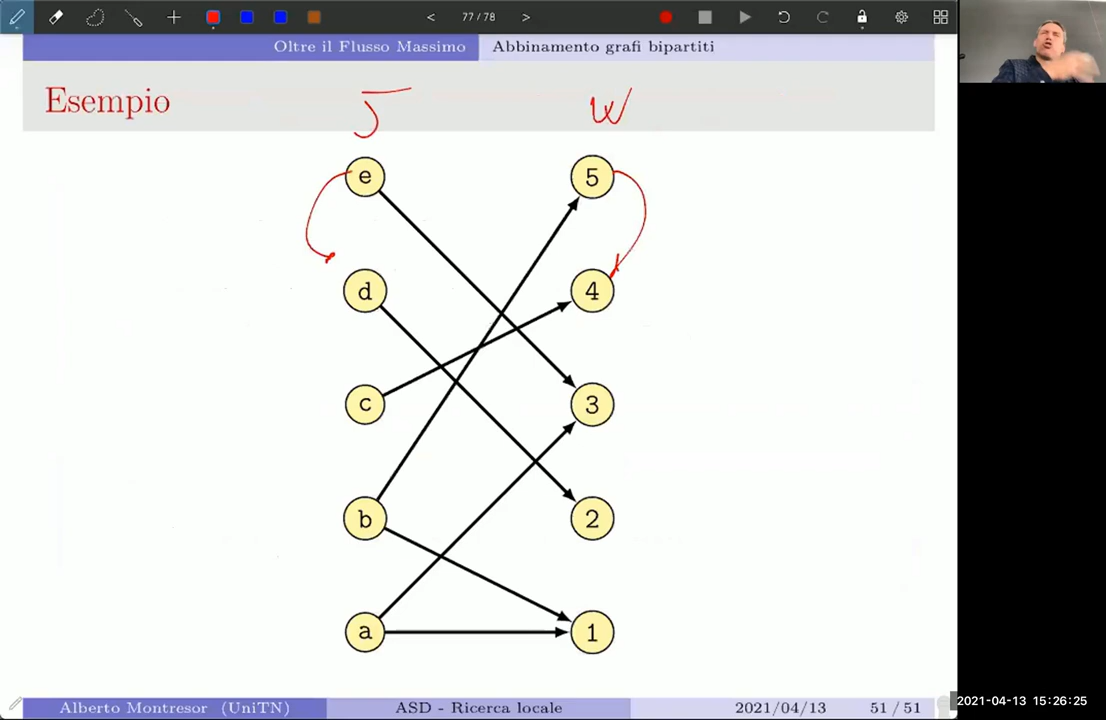 77 / 78
Oltre il Flusso Massimo Abbinamento grafi bipartiti
Esempio
J W
e 5
d 4
c 3
b 2
a 1
Alberto Montresor (UniTN) ASD - Ricerca locale 2021/04/13 51 / 51
2021-04-13 15:26:25